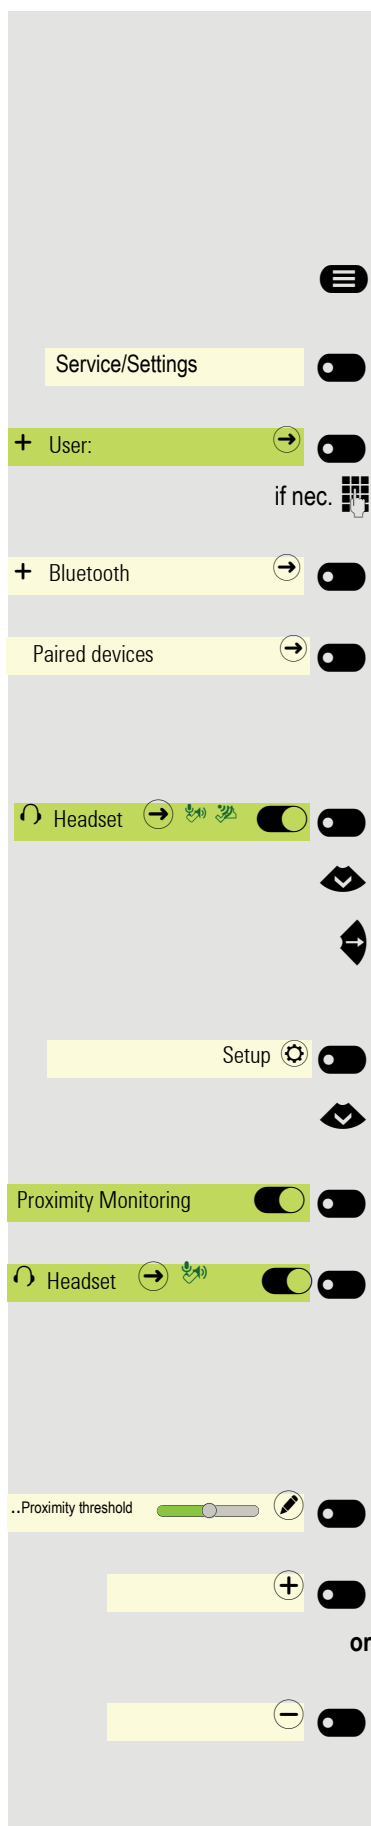 Service/Settings
+ User:
if nec.
+ Bluetooth
Paired devices
Headset
Setup
Proximity Monitoring
Headset
..Proximity threshold
or